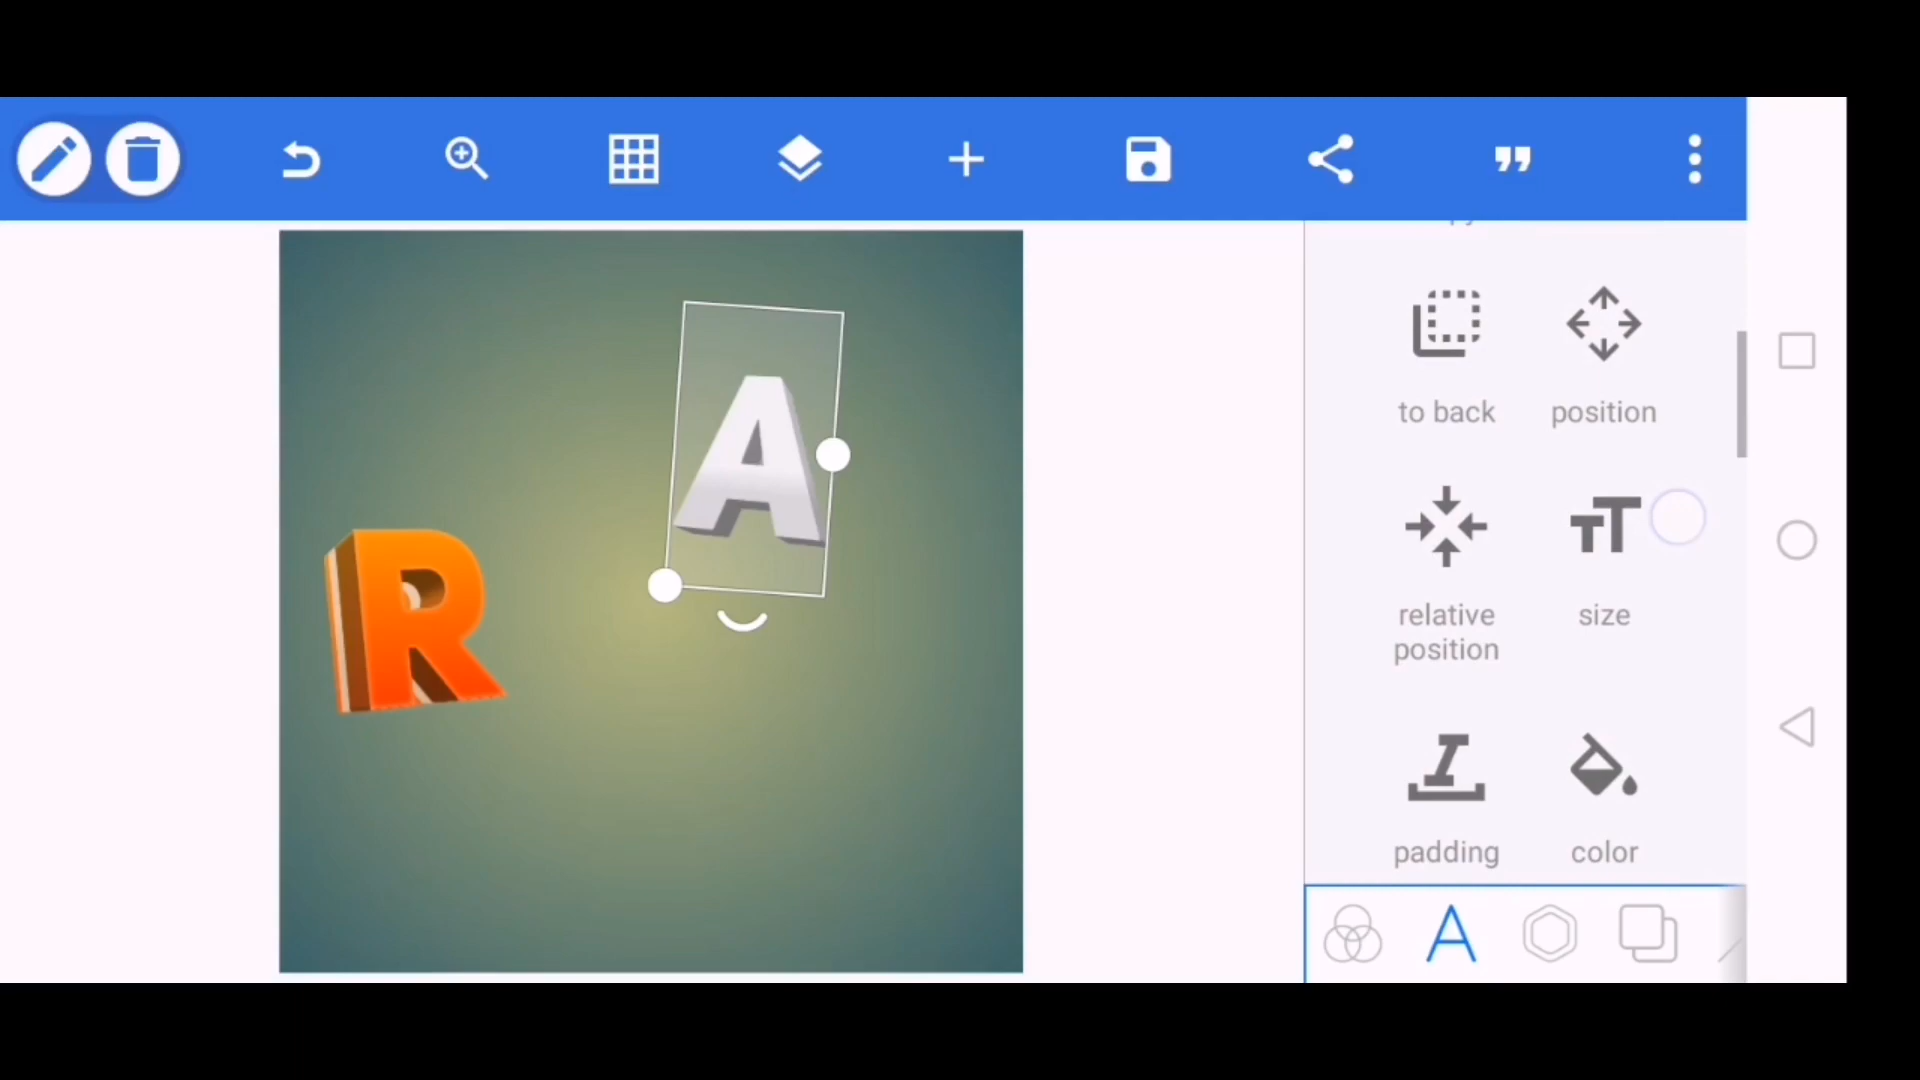 A
R
to back
position
relative
position
size
padding
color